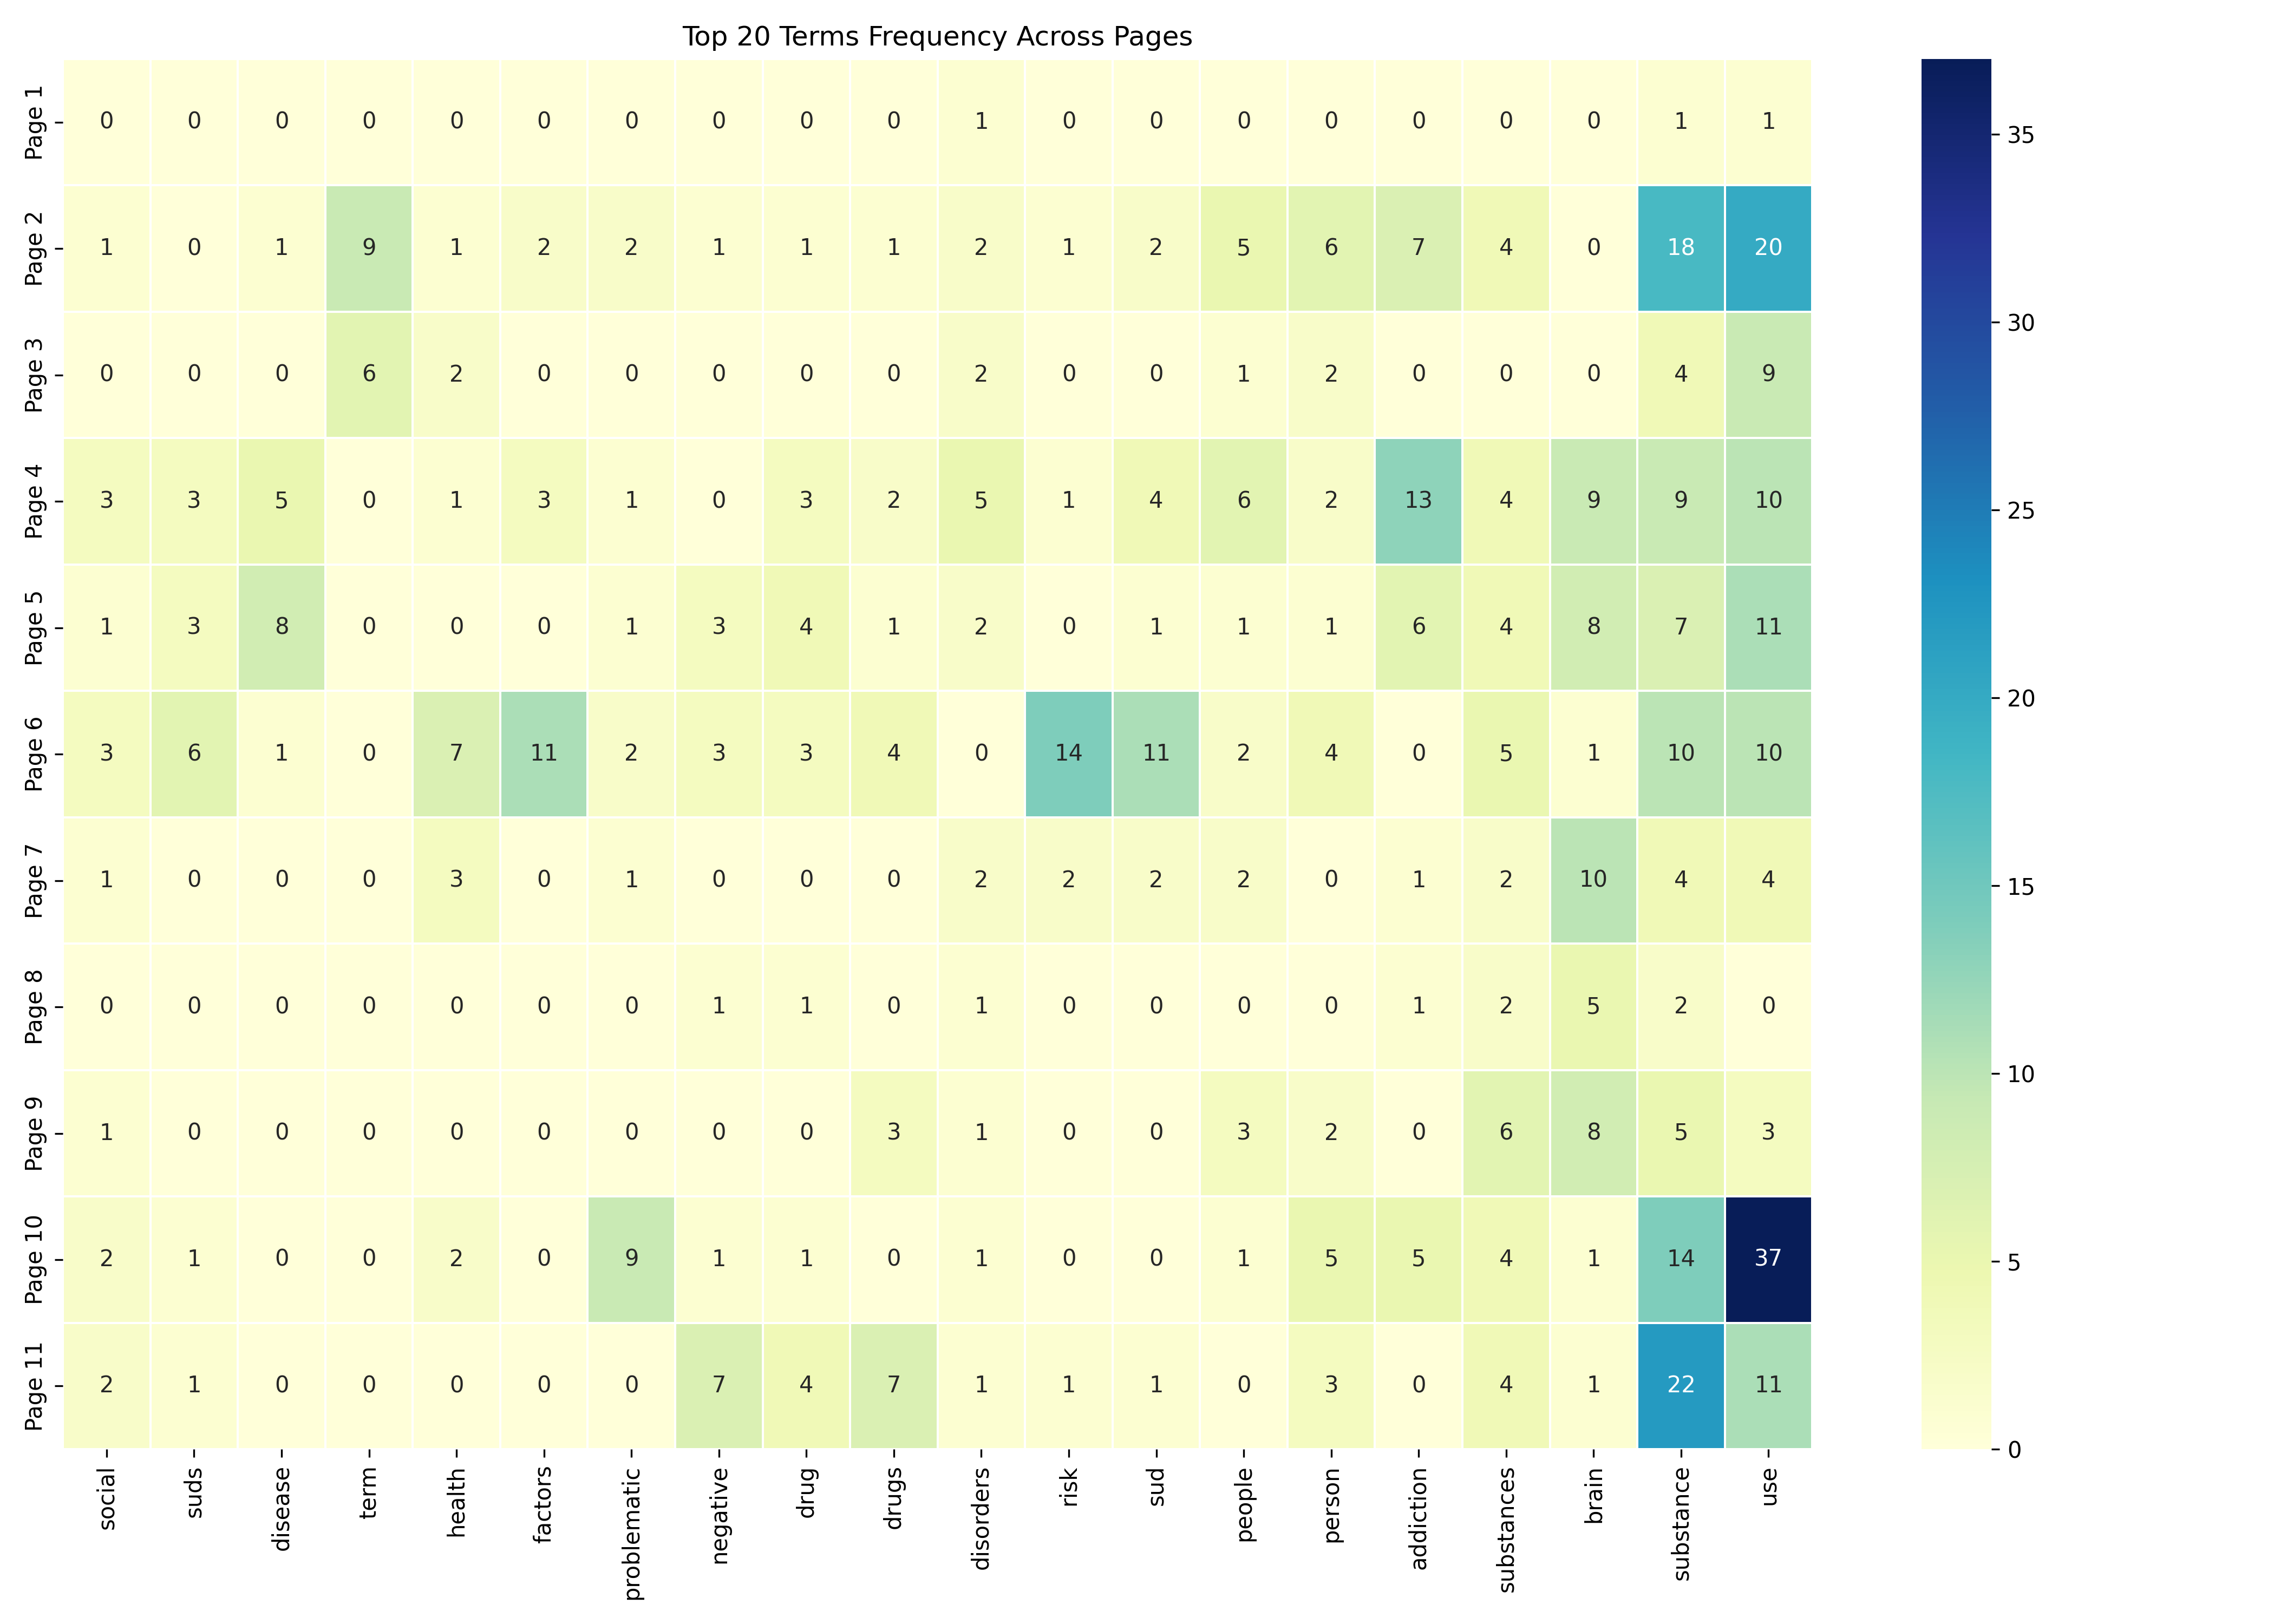 Top 20 Terms Frequency Across Pages
Page 1 0 0 0 0 0 0 0 0 0 0 1 0 0 0 0 0 0 0 1 1
Page 2 1 0 1 9 1 2 2 1 1 1 2 1 2 5 6 7 4 0 18 20
Page 3 0 0 0 6 2 0 0 0 0 0 2 0 0 1 2 0 0 0 4 9
Page 4 3 3 5 0 1 3 1 0 3 2 5 1 4 6 2 13 4 9 9 10
Page 5 1 3 8 0 0 0 1 3 4 1 2 0 1 1 1 6 4 8 7 11
Page 6 3 6 1 0 7 11 2 3 3 4 0 14 11 2 4 0 5 1 10 10
Page 7 1 0 0 0 3 0 1 0 0 0 2 2 2 2 0 1 2 10 4 4
Page 8 0 0 0 0 0 0 0 1 1 0 1 0 0 0 0 1 2 5 2 0
Page 9 1 0 0 0 0 0 0 0 0 3 1 0 0 3 2 0 6 8 5 3
Page 10 2 1 0 0 2 0 9 1 1 0 1 0 0 1 5 5 4 1 14 37
Page 11 2 1 0 0 0 0 0 7 4 7 1 1 1 0 3 0 4 1 22 11
social suds disease term health factors problematic negative drug drugs disorders risk sud people person addiction substances brain substance use
35
30
25
20
15
10
5
0